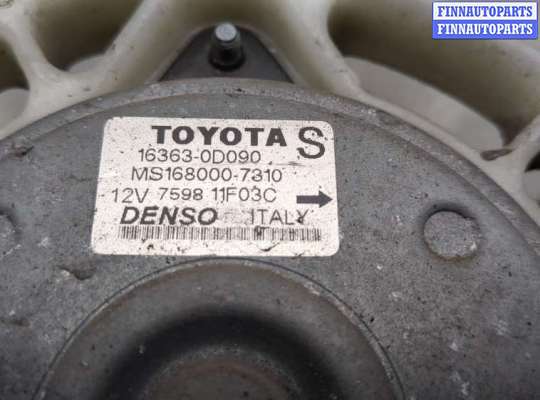 FINNAUTOPARTS
FINNAUTOPARTS
TOYOTA S
16363-0D090
MS168000-7310
12V 7598 11F03C
DENSO ITALY